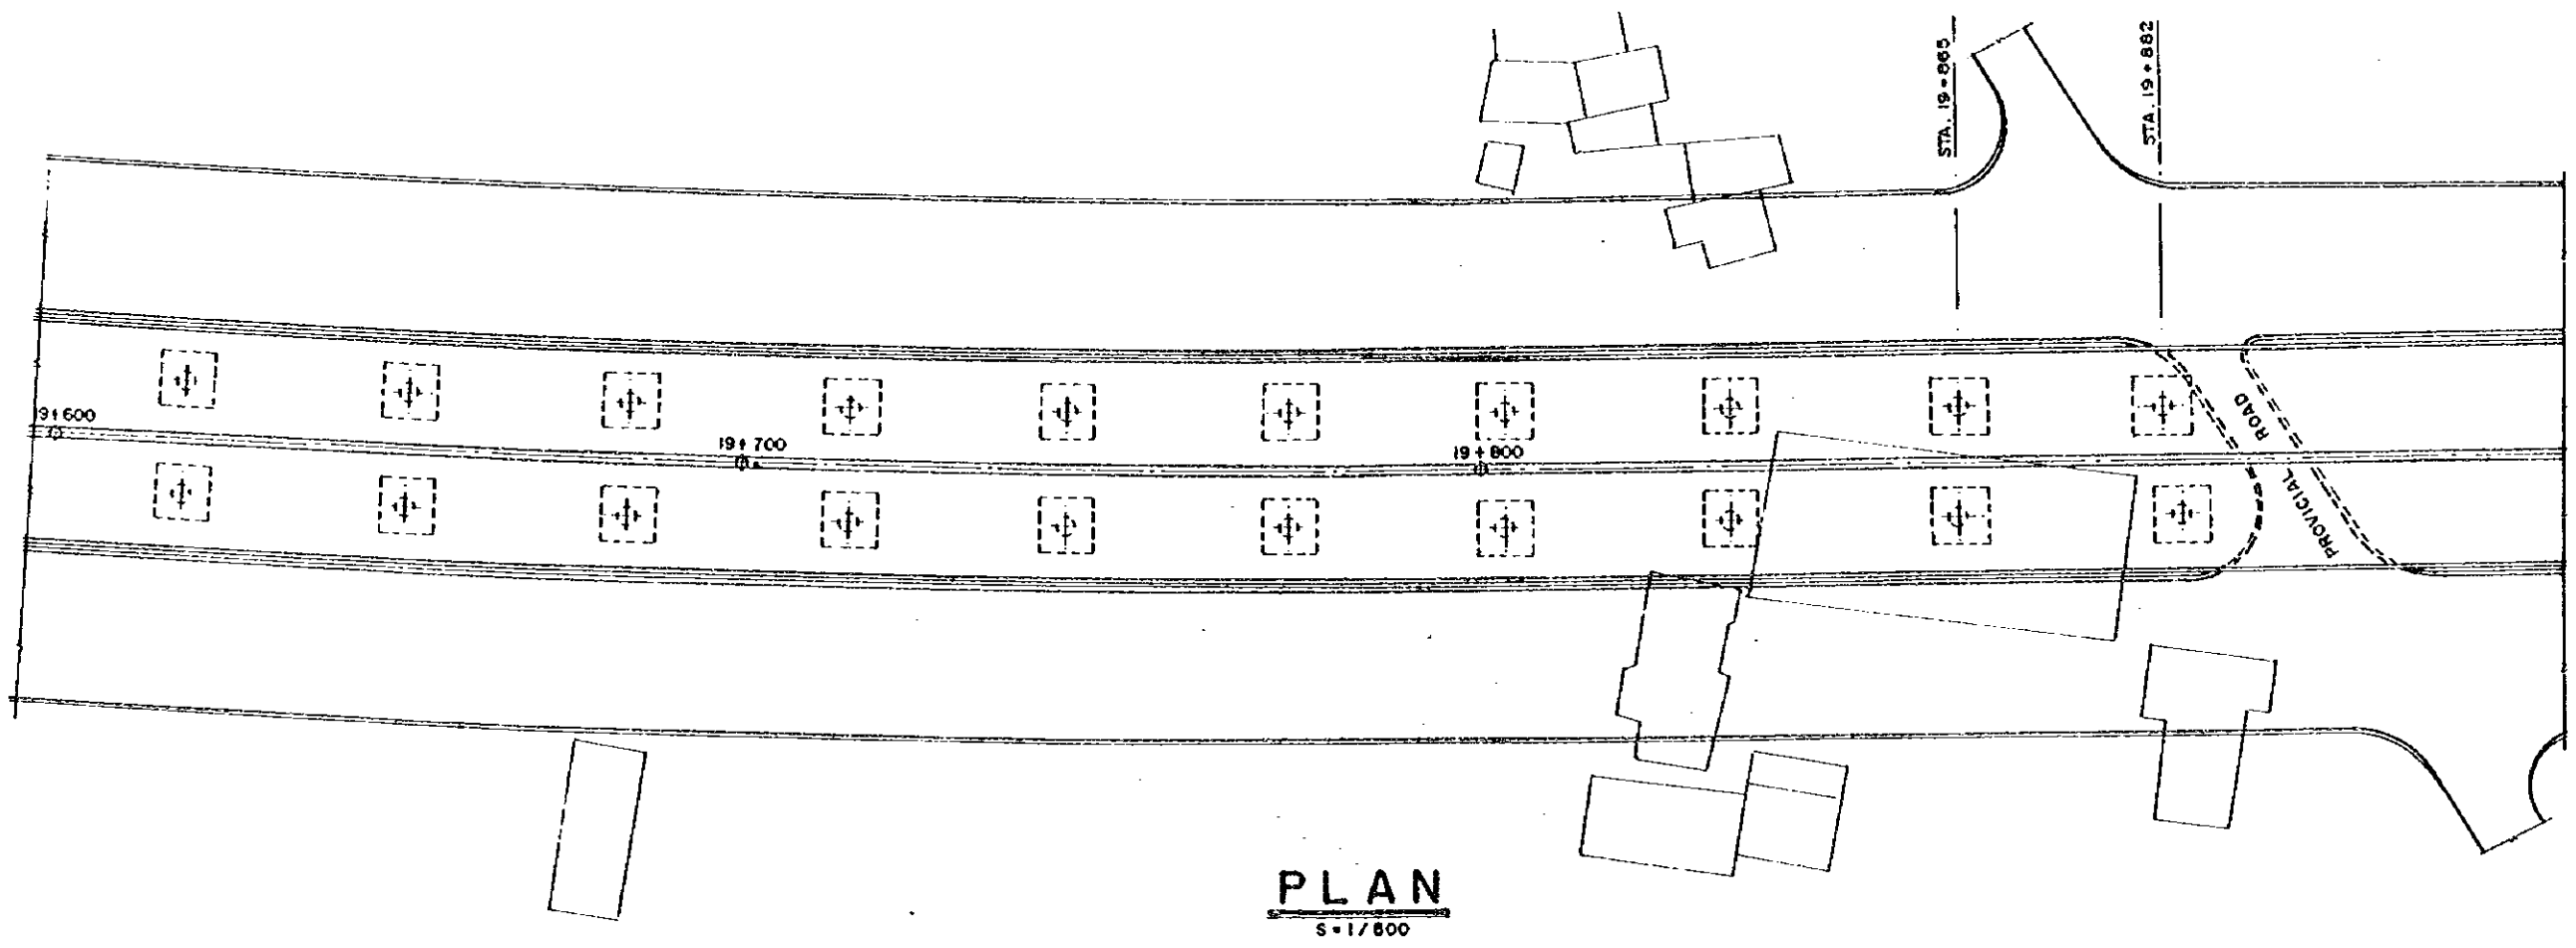 STA. 19+865
STA. 19+882
19+600
19+700
19+800
PROVICIAL ROAD
PLAN
S=1/600